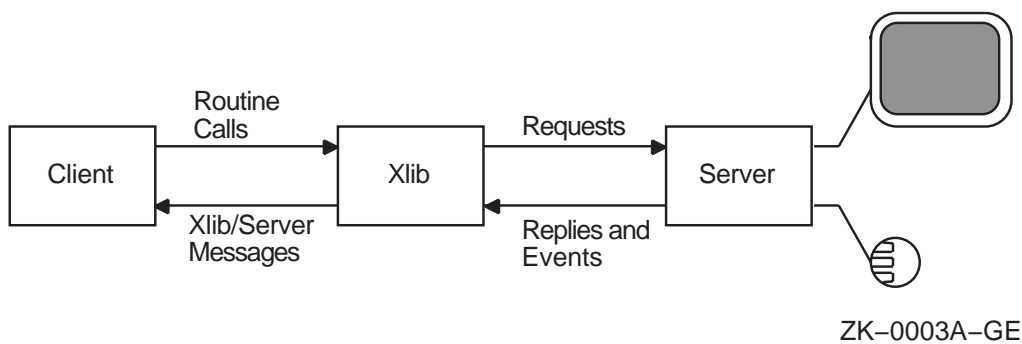 Routine
Calls
Requests
Client
Xlib
Server
Xlib/Server
Messages
Replies and
Events
ZK−0003A−GE